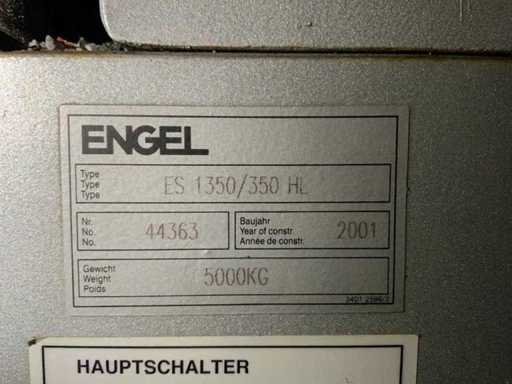 ENGEL
Type
Type
Type
ES 1350/350 HL
Nr.
No.
No.
44363
Baujahr
Year of constr.
Année de constr.
2001
Gewicht
Weight
Poids
5000KG
HAUPTSCHALTER